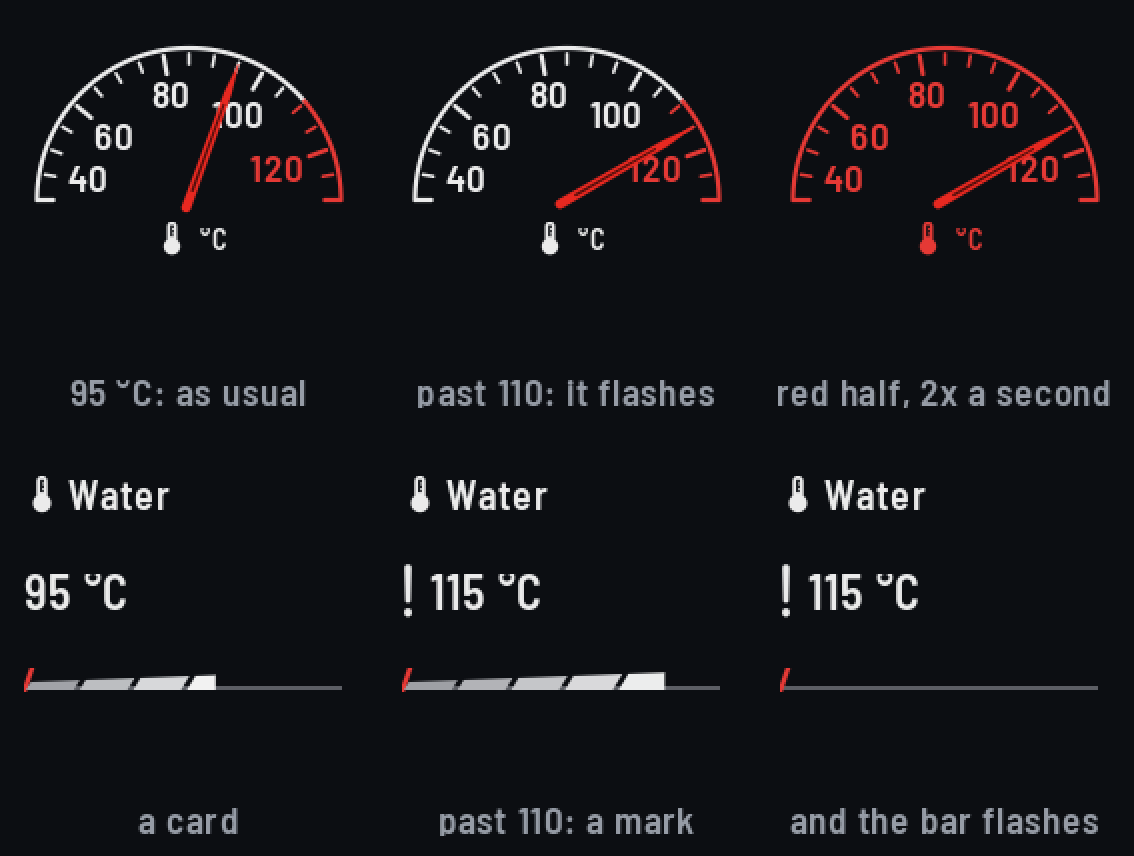 80 100
60
40 120
°C
80 100
60
40 120
°C
80 100
60
40 120
°C
95 °C: as usual
past 110: it flashes
red half, 2x a second
Water
Water
Water
95 °C
! 115 °C
! 115 °C
a card
past 110: a mark
and the bar flashes